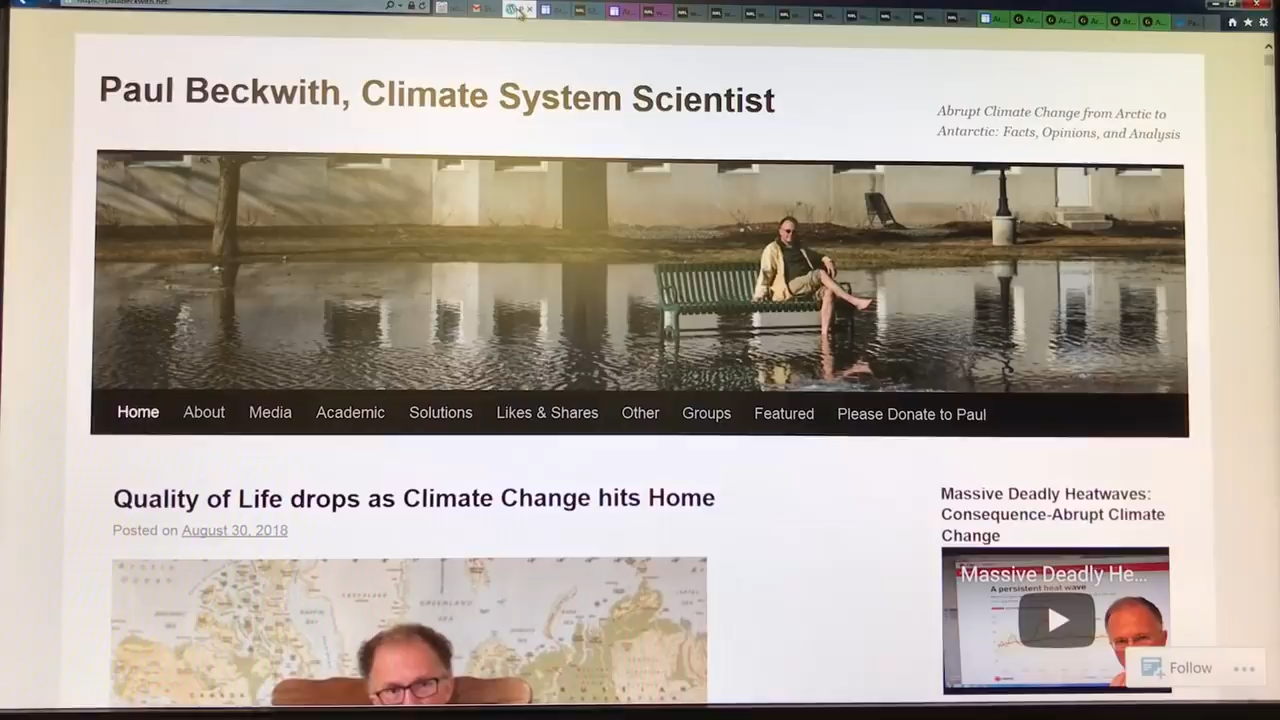 Paul Beckwith, Climate System Scientist
Abrupt Climate Change from Arctic to
Antarctic: Facts, Opinions, and Analysis
Home About Media Academic Solutions Likes & Shares Other Groups Featured Please Donate to Paul
Quality of Life drops as Climate Change hits Home
Posted on August 30, 2018
Massive Deadly Heatwaves:
Consequence-Abrupt Climate
Change
Massive Deadly He...
A persistent heat wave
GREENLAND
SEA
CANADA
Follow